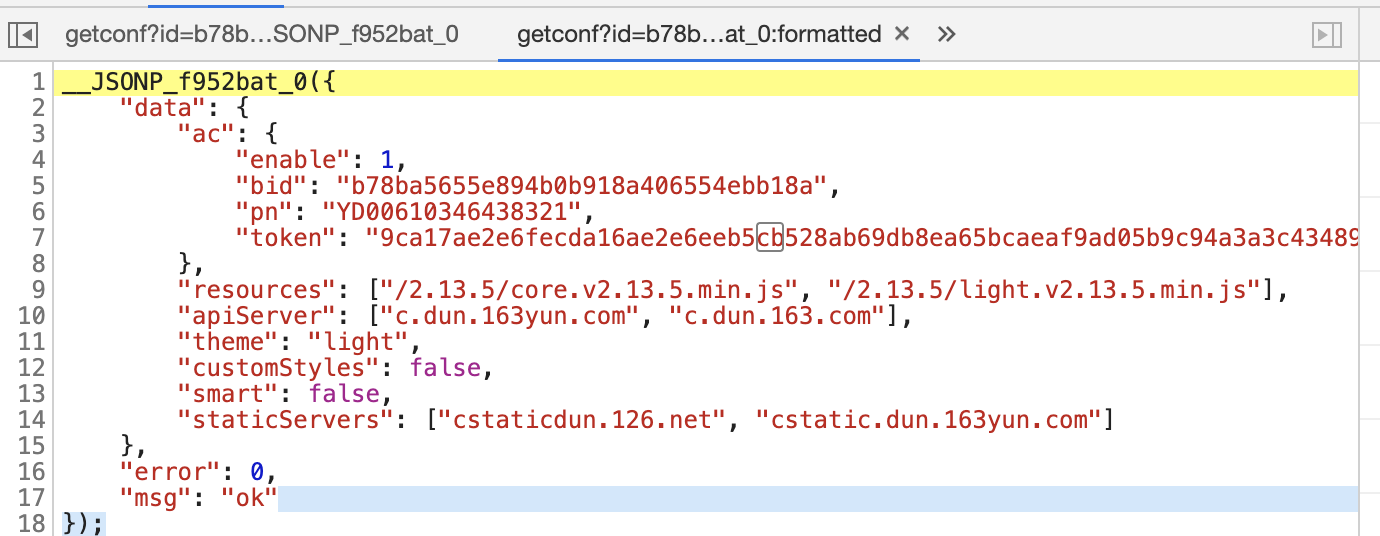 getconf?id=b78b…SONP_f952bat_0 getconf?id=b78b…at_0:formatted × »
1 __JSONP_f952bat_0({
2 "data": {
3 "ac": {
4 "enable": 1,
5 "bid": "b78ba5655e894b0b918a406554ebb18a",
6 "pn": "YD00610346438321",
7 "token": "9ca17ae2e6fecda16ae2e6eeb5cb528ab69db8ea65bcaeaf9ad05b9c94a3a3c43489
8 },
9 "resources": ["/2.13.5/core.v2.13.5.min.js", "/2.13.5/light.v2.13.5.min.js"],
10 "apiServer": ["c.dun.163yun.com", "c.dun.163.com"],
11 "theme": "light",
12 "customStyles": false,
13 "smart": false,
14 "staticServers": ["cstaticdun.126.net", "cstatic.dun.163yun.com"]
15 },
16 "error": 0,
17 "msg": "ok"
18 });